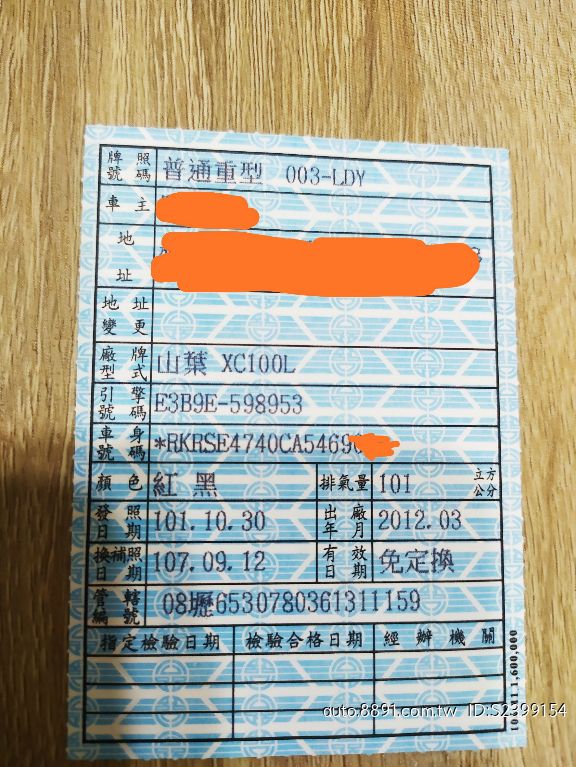 牌照號碼 普通重型 003-LDY
車主
地址
地址變更
廠牌型式 山葉 XC100L
引擎號碼 E3B9E-598953
車身號碼 *RKRSE4740CA5469
顏色 紅 黑 排氣量 101 立方公分
發照日期 101.10.30 出廠年月 2012.03
換補照日期 107.09.12 有效日期 免定換
管轄編號 08壢6530780361311159
指定檢驗日期 檢驗合格日期 經辦機關
1,600,000
auto.8891.com.tw ID:S2399154